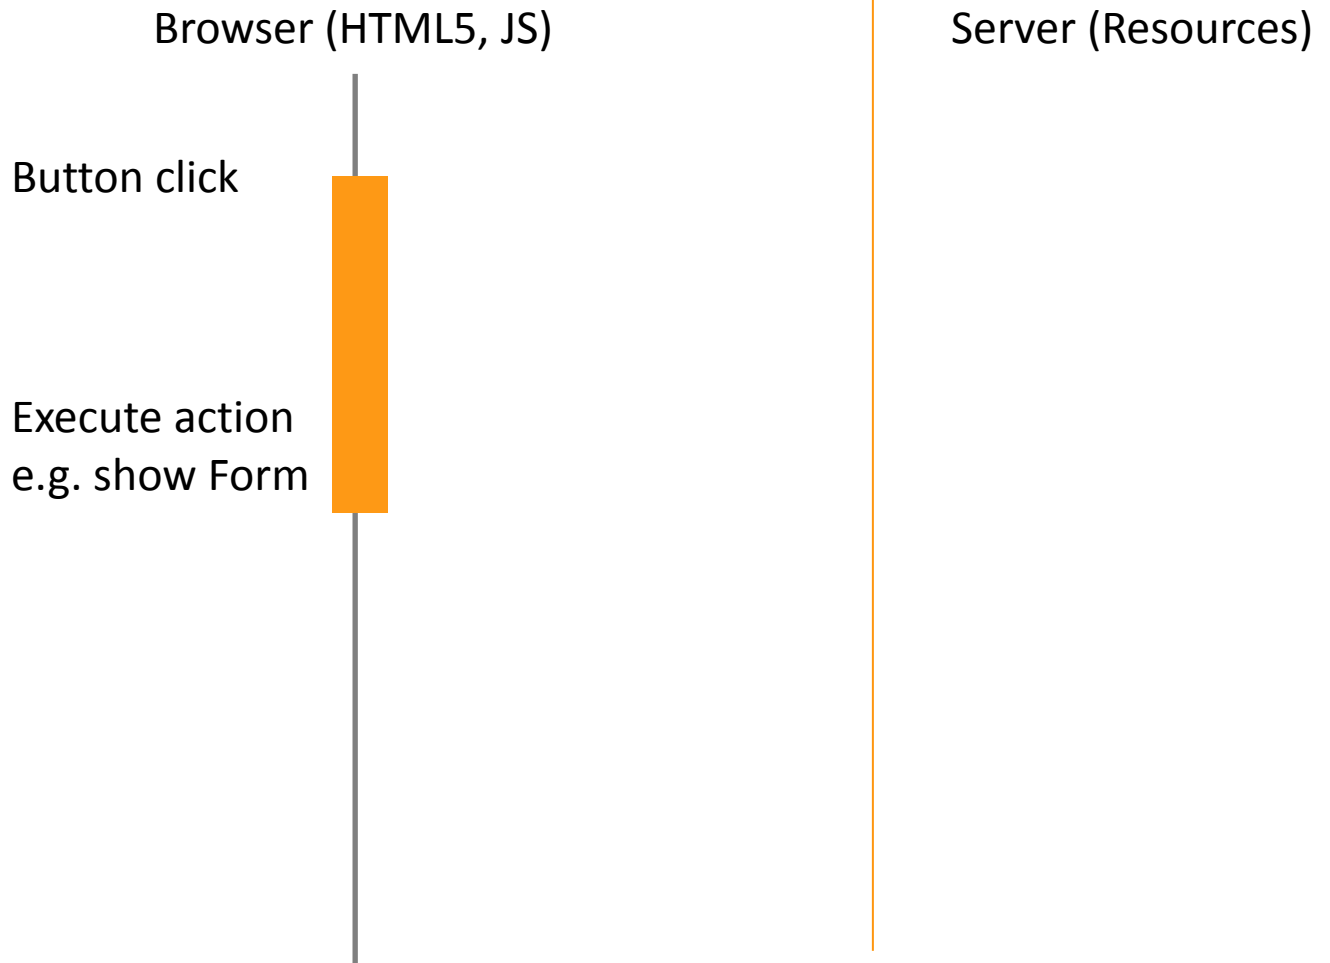 Browser (HTML5, JS)
Server (Resources)
Button click
Execute action
e.g. show Form